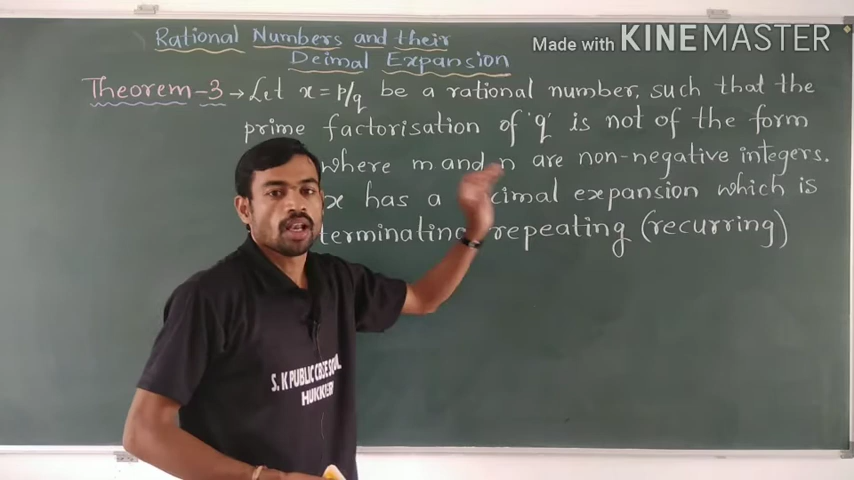 Rational Numbers and their
Deimal Expansion
Made with KINEMASTER
Theorem-3 → Let x = p/q be a rational number, such that the
prime factorisation of 'q' is not of the form
where m and n are non-negative integers.
x has a decimal expansion which is
terminating repeating (recurring)
S. K PUBLIC CBSE
HUKKERI